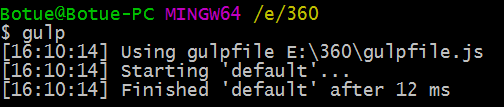 Botue@Botue-PC MINGW64 /e/360
$ gulp
[16:10:14] Using gulpfile E:\360\gulpfile.js
[16:10:14] Starting 'default'...
[16:10:14] Finished 'default' after 12 ms